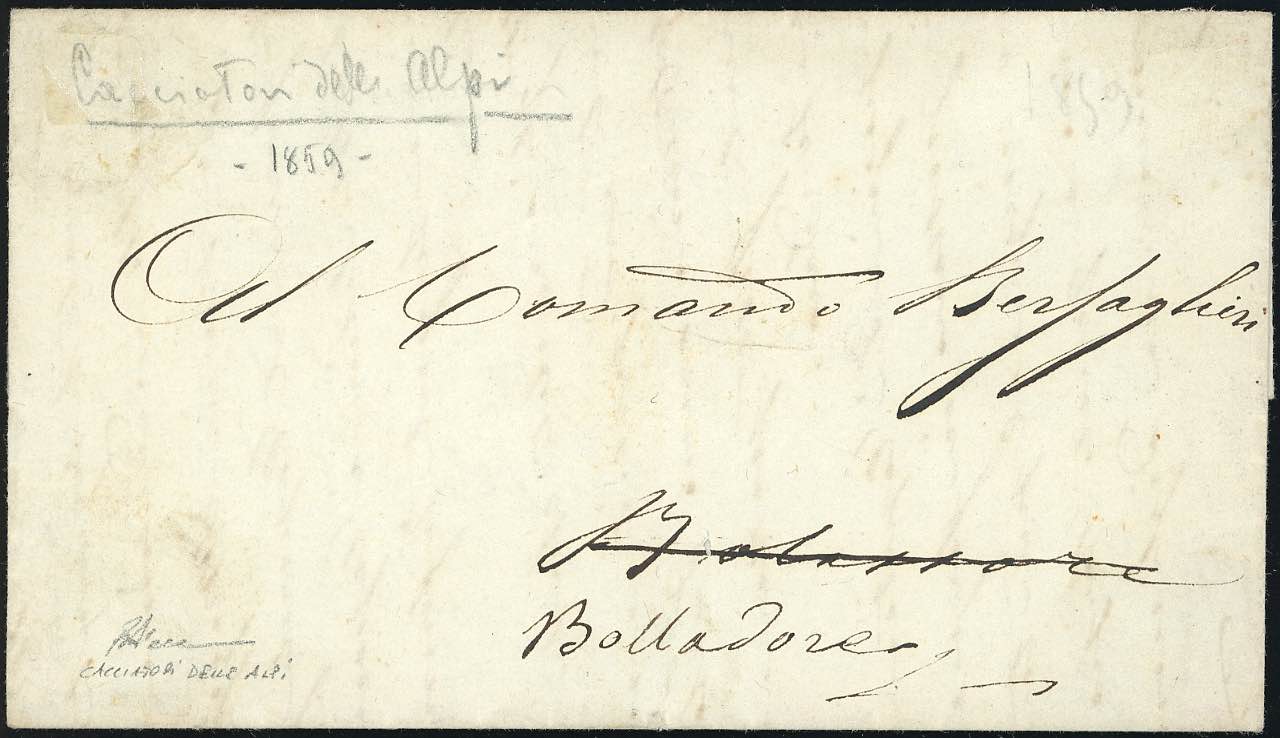 Cacciatori delle Alpi
1859
- 1859 -
Al Comando Bersaglieri
Bolladore
CACCIATORI DELLE ALPI